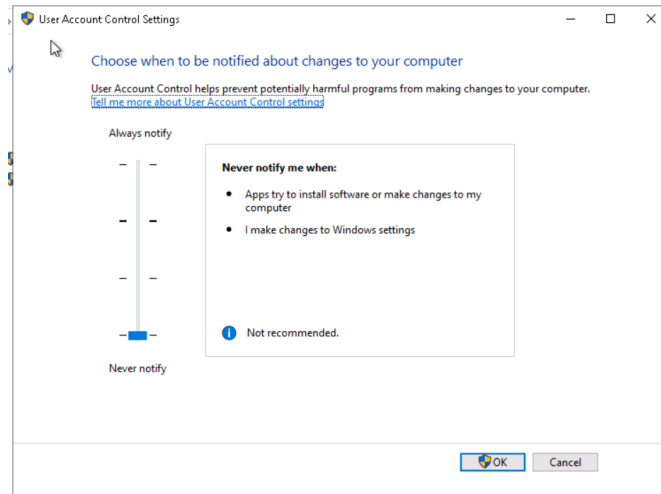 User Account Control Settings
Choose when to be notified about changes to your computer
User Account Control helps prevent potentially harmful programs from making changes to your computer.
Tell me more about User Account Control settings
Always notify
Never notify me when:
• Apps try to install software or make changes to my
computer
• I make changes to Windows settings
Not recommended.
Never notify
OK
Cancel